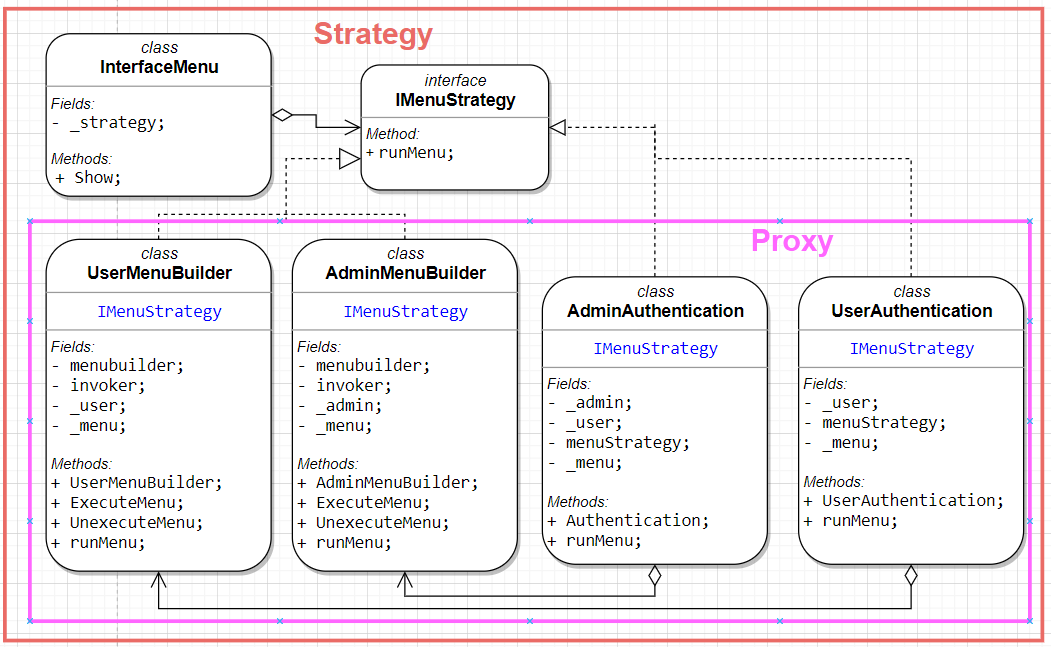 Strategy
class
InterfaceMenu
Fields:
- _strategy;
Methods:
+ Show;
interface
IMenuStrategy
Method:
+ runMenu;
Proxy
class
UserMenuBuilder
IMenuStrategy
Fields:
- menubuilder;
- invoker;
- _user;
- _menu;
Methods:
+ UserMenuBuilder;
+ ExecuteMenu;
+ UnexecuteMenu;
+ runMenu;
class
AdminMenuBuilder
IMenuStrategy
Fields:
- menubuilder;
- invoker;
- _admin;
- _menu;
Methods:
+ AdminMenuBuilder;
+ ExecuteMenu;
+ UnexecuteMenu;
+ runMenu;
class
AdminAuthentication
IMenuStrategy
Fields:
- _admin;
- _user;
- menuStrategy;
- _menu;
Methods:
+ Authentication;
+ runMenu;
class
UserAuthentication
IMenuStrategy
Fields:
- _user;
- menuStrategy;
- _menu;
Methods:
+ UserAuthentication;
+ runMenu;